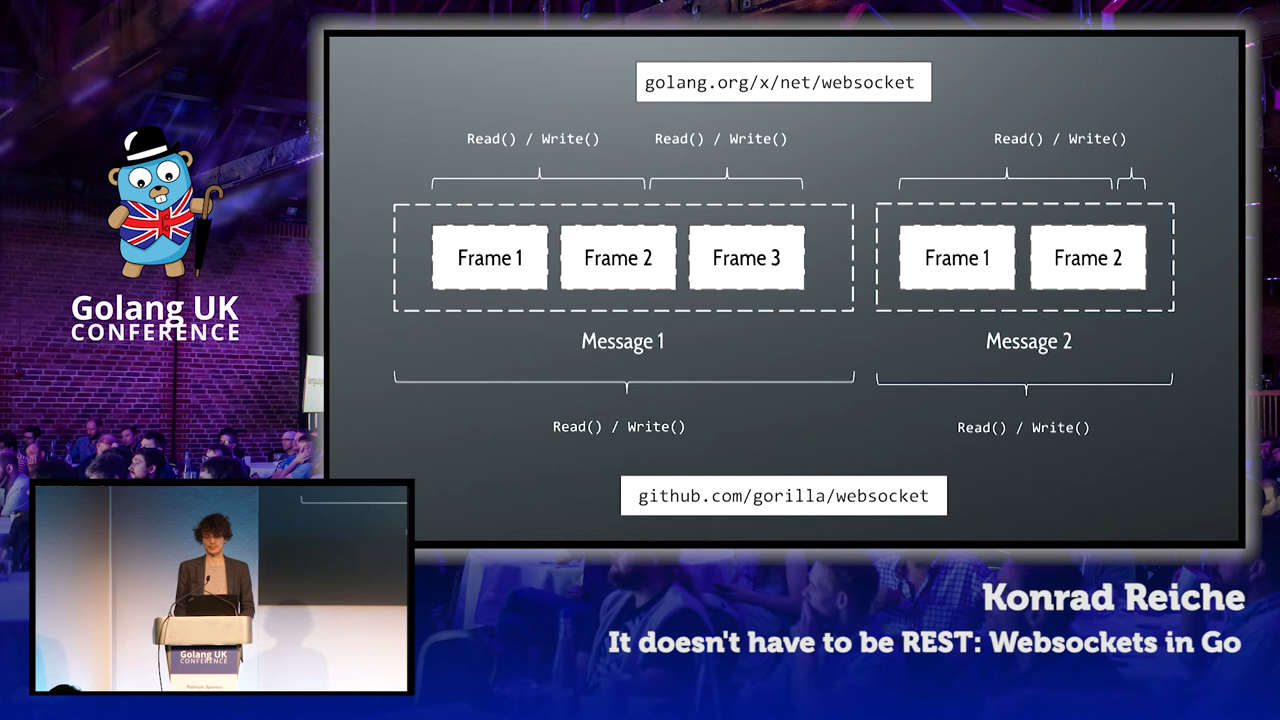 golang.org/x/net/websocket
Read() / Write() Read() / Write() Read() / Write()
Frame 1 Frame 2 Frame 3 Frame 1 Frame 2
Message 1 Message 2
Read() / Write() Read() / Write()
github.com/gorilla/websocket
Golang UK
CONFERENCE
Golang UK
CONFERENCE
Platinum Sponsor
Konrad Reiche
It doesn't have to be REST: Websockets in Go